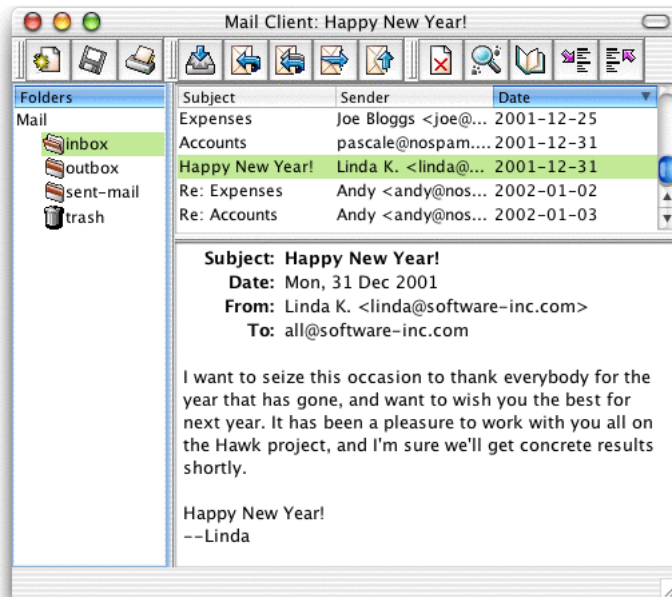 Mail Client: Happy New Year!
Folders
Mail
inbox
outbox
sent-mail
trash
Subject Sender Date
Expenses Joe Bloggs <joe@... 2001-12-25
Accounts pascale@nospam.... 2001-12-31
Happy New Year! Linda K. <linda@... 2001-12-31
Re: Expenses Andy <andy@nos... 2002-01-02
Re: Accounts Andy <andy@nos... 2002-01-03
Subject: Happy New Year!
Date: Mon, 31 Dec 2001
From: Linda K. <linda@software-inc.com>
To: all@software-inc.com
I want to seize this occasion to thank everybody for the
year that has gone, and want to wish you the best for
next year. It has been a pleasure to work with you all on
the Hawk project, and I'm sure we'll get concrete results
shortly.
Happy New Year!
--Linda